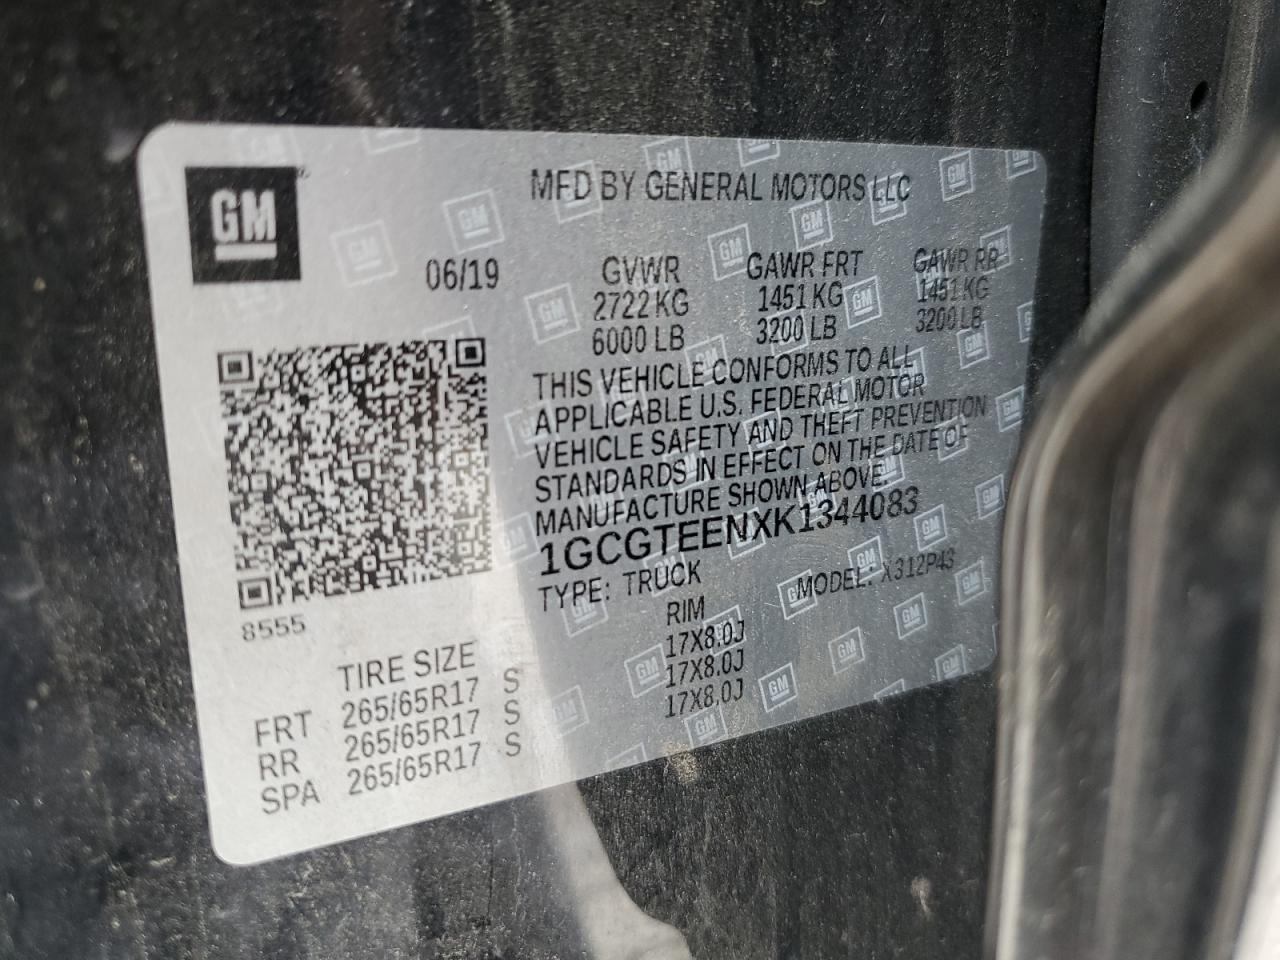 GM
MFD BY GENERAL MOTORS LLC
06/19
GVWR GAWR FRT GAWR RR
2722 KG 1451 KG 1451 KG
6000 LB 3200 LB 3200 LB
THIS VEHICLE CONFORMS TO ALL
APPLICABLE U.S. FEDERAL MOTOR
VEHICLE SAFETY AND THEFT PREVENTION
STANDARDS IN EFFECT ON THE DATE OF
MANUFACTURE SHOWN ABOVE.
1GCGTEENXK1344083
TYPE: TRUCK MODEL: X312P43
8555
TIRE SIZE RIM
FRT 265/65R17 S 17X8.0J
RR 265/65R17 S 17X8.0J
SPA 265/65R17 S 17X8.0J